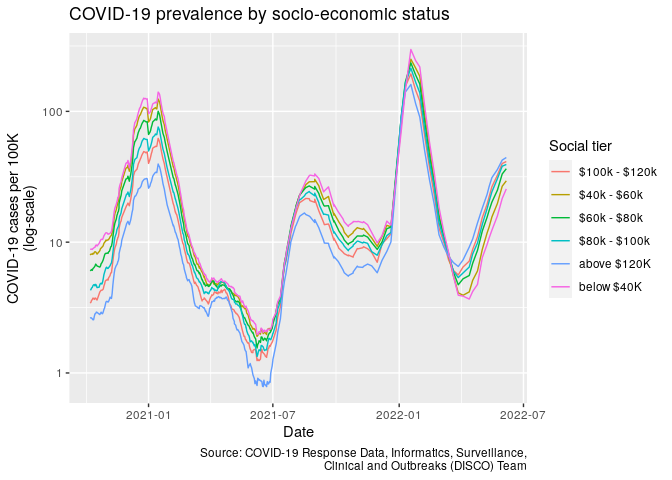 COVID-19 prevalence by socio-economic status
COVID-19 cases per 100K
(log-scale)
100
10
1
2021-01
2021-07
2022-01
2022-07
Date
Social tier
$100k - $120k
$40k - $60k
$60k - $80k
$80k - $100k
above $120K
below $40K
Source: COVID-19 Response Data, Informatics, Surveillance,
Clinical and Outbreaks (DISCO) Team